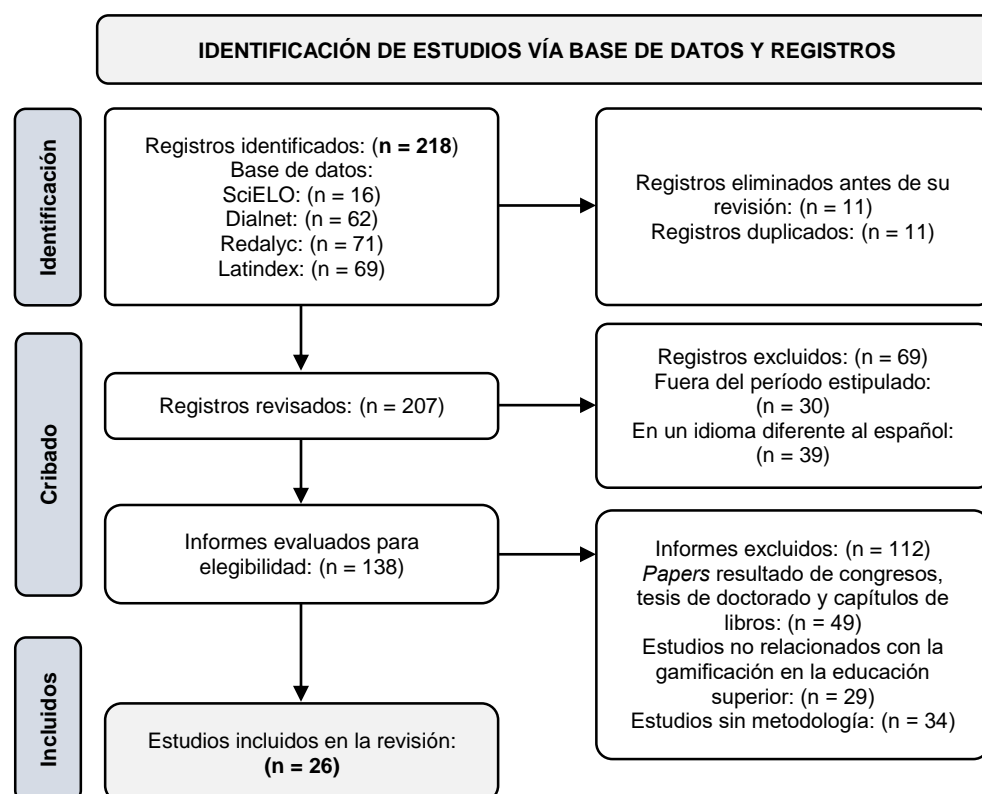 IDENTIFICACIÓN DE ESTUDIOS VÍA BASE DE DATOS Y REGISTROS
Identificación
Registros identificados: (n = 218)
Base de datos:
SciELO: (n = 16)
Dialnet: (n = 62)
Redalyc: (n = 71)
Latindex: (n = 69)
Registros eliminados antes de su
revisión: (n = 11)
Registros duplicados: (n = 11)
Cribado
Registros revisados: (n = 207)
Registros excluidos: (n = 69)
Fuera del período estipulado:
(n = 30)
En un idioma diferente al español:
(n = 39)
Informes evaluados para
elegibilidad: (n = 138)
Informes excluidos: (n = 112)
Papers resultado de congresos,
tesis de doctorado y capítulos de
libros: (n = 49)
Estudios no relacionados con la
gamificación en la educación
superior: (n = 29)
Estudios sin metodología: (n = 34)
Incluidos
Estudios incluidos en la revisión:
(n = 26)